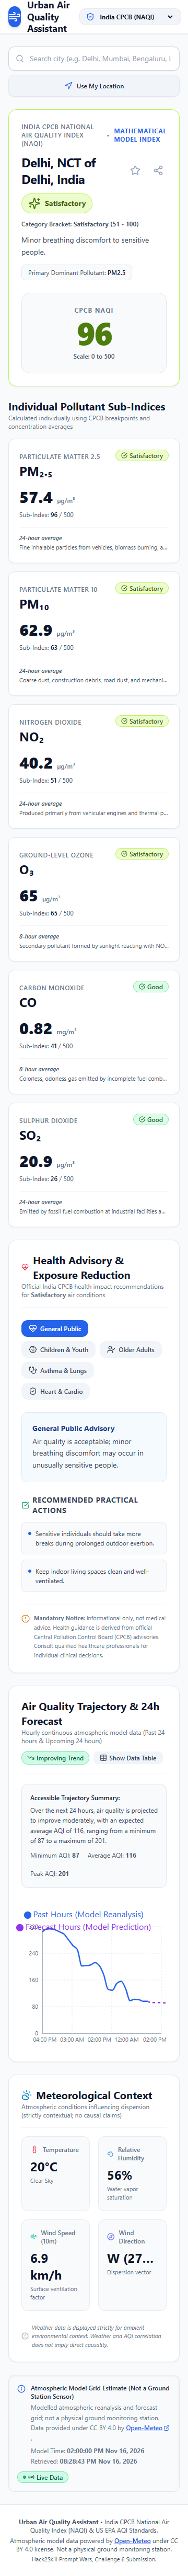 Urban Air
Quality
Assistant
India CPCB (NAQI)
Search city (e.g, Delhi, Mumbai, Bengaluru, I
Use My Location
INDIA CPCB NATIONAL
AIR QUALITY INDEX
(NAQI)
• MATHEMATICAL
MODEL INDEX
Delhi, NCT of
Delhi, India
Satisfactory
Category Bracket: Satisfactory (51 - 100)
Minor breathing discomfort to sensitive
people.
Primary Dominant Pollutant: PM2.5
CPCB NAQI
96
Scale: 0 to 500
Individual Pollutant Sub-Indices
Calculated individually using CPCB breakpoints and
concentration averages
PARTICULATE MATTER 2.5
Satisfactory
PM₂.₅
57.4 µg/m³
Sub-Index: 96 / 500
24-hour average
Fine inhalable particles from vehicles, biomass burning, a...
PARTICULATE MATTER 10
Satisfactory
PM₁₀
62.9 µg/m³
Sub-Index: 63 / 500
24-hour average
Coarse dust, construction debris, road dust, and mechani...
NITROGEN DIOXIDE
Satisfactory
NO₂
40.2 µg/m³
Sub-Index: 51 / 500
24-hour average
Produced primarily from vehicular engines and thermal p...
GROUND-LEVEL OZONE
Satisfactory
O₃
65 µg/m³
Sub-Index: 65 / 500
8-hour average
Secondary pollutant formed by sunlight reacting with NO...
CARBON MONOXIDE
Good
CO
0.82 mg/m³
Sub-Index: 41 / 500
8-hour average
Colorless, odorless gas emitted by incomplete fuel comb...
SULPHUR DIOXIDE
Good
SO₂
20.9 µg/m³
Sub-Index: 26 / 500
24-hour average
Emitted by fossil fuel combustion at industrial facilities a...
Health Advisory &
Exposure Reduction
Official India CPCB health impact recommendations
for Satisfactory air conditions
General Public
Children & Youth
Older Adults
Asthma & Lungs
Heart & Cardio
General Public Advisory
Air quality is acceptable; minor
breathing discomfort may occur in
unusually sensitive people.
RECOMMENDED PRACTICAL
ACTIONS
• Sensitive individuals should take more
breaks during prolonged outdoor exertion.
• Keep indoor living spaces clean and well-
ventilated.
Mandatory Notice: Informational only, not medical
advice. Health guidance is derived from official
Central Pollution Control Board (CPCB) advisories.
Consult qualified healthcare professionals for
individual clinical decisions.
Air Quality Trajectory & 24h
Forecast
Hourly continuous atmospheric model data (Past 24
hours & Upcoming 24 hours)
Improving Trend
Show Data Table
Accessible Trajectory Summary:
Over the next 24 hours, air quality is projected
to improve moderately, with an expected
average AQI of 116, ranging from a minimum
of 87 to a maximum of 201.
Minimum AQI: 87
Average AQI: 116
Peak AQI: 201
Past Hours (Model Reanalysis)
Forecast Hours (Model Prediction)
240
160
80
0
04:00 PM
03:00 AM
02:00 PM
12:00 AM
02:00 PM
Meteorological Context
Atmospheric conditions influencing dispersion
(strictly contextual; no causal claims)
Temperature
20°C
Clear Sky
Relative
Humidity
56%
Water vapor
saturation
Wind Speed
(10m)
6.9
km/h
Surface ventilation
factor
Wind
Direction
W (27...
Dispersion vector
Weather data is displayed strictly for ambient
environmental context. Weather and AQI correlation
does not imply direct causality.
Atmospheric Model Grid Estimate (Not a Ground
Station Sensor)
Modelled atmospheric reanalysis and forecast
grid; not a physical ground monitoring station.
Data provided under CC BY 4.0 by Open-Meteo
.
Model Time: 02:00:00 PM Nov 16, 2026
Retrieved: 08:28:43 PM Nov 16, 2026
Live Data
Urban Air Quality Assistant • India CPCB National Air
Quality Index (NAQI) & US EPA AQI Standards.
Atmospheric model data powered by Open-Meteo under CC
BY 4.0 license. Not a physical ground monitoring station.
Hack2Skill Prompt Wars, Challenge 6 Submission.